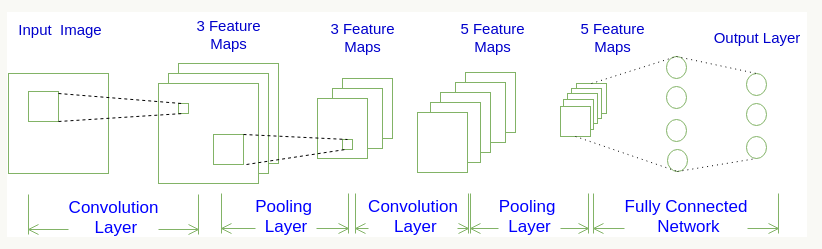 Input Image
3 Feature
Maps
3 Feature
Maps
5 Feature
Maps
5 Feature
Maps
Output Layer
Convolution
Layer
Pooling
Layer
Convolution
Layer
Pooling
Layer
Fully Connected
Network